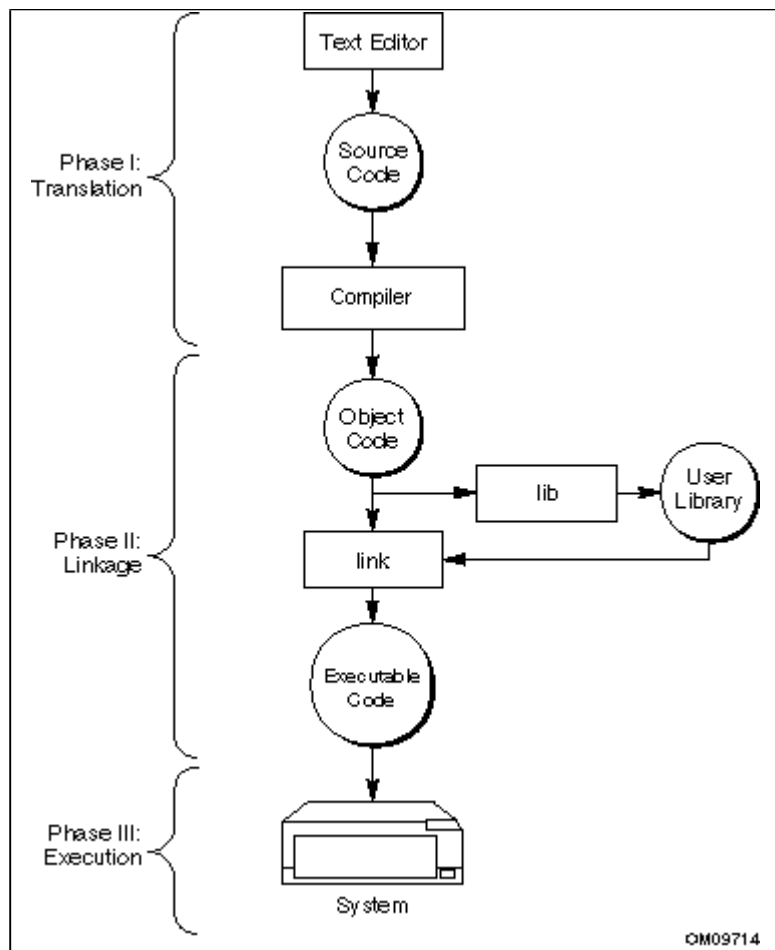 Text Editor
Source
Code
Phase I:
Translation
Compiler
Object
Code
lib
User
Library
Phase II:
Linkage
link
Executable
Code
Phase III:
Execution
System
OM09714